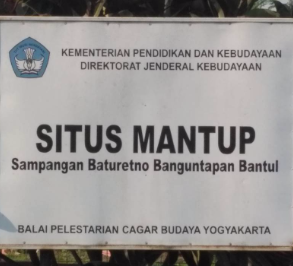 KEMENTERIAN PENDIDIKAN DAN KEBUDAYAAN
DIREKTORAT JENDERAL KEBUDAYAAN
SITUS MANTUP
Sampangan Baturetno Banguntapan Bantul
BALAI PELESTARIAN CAGAR BUDAYA YOGYAKARTA